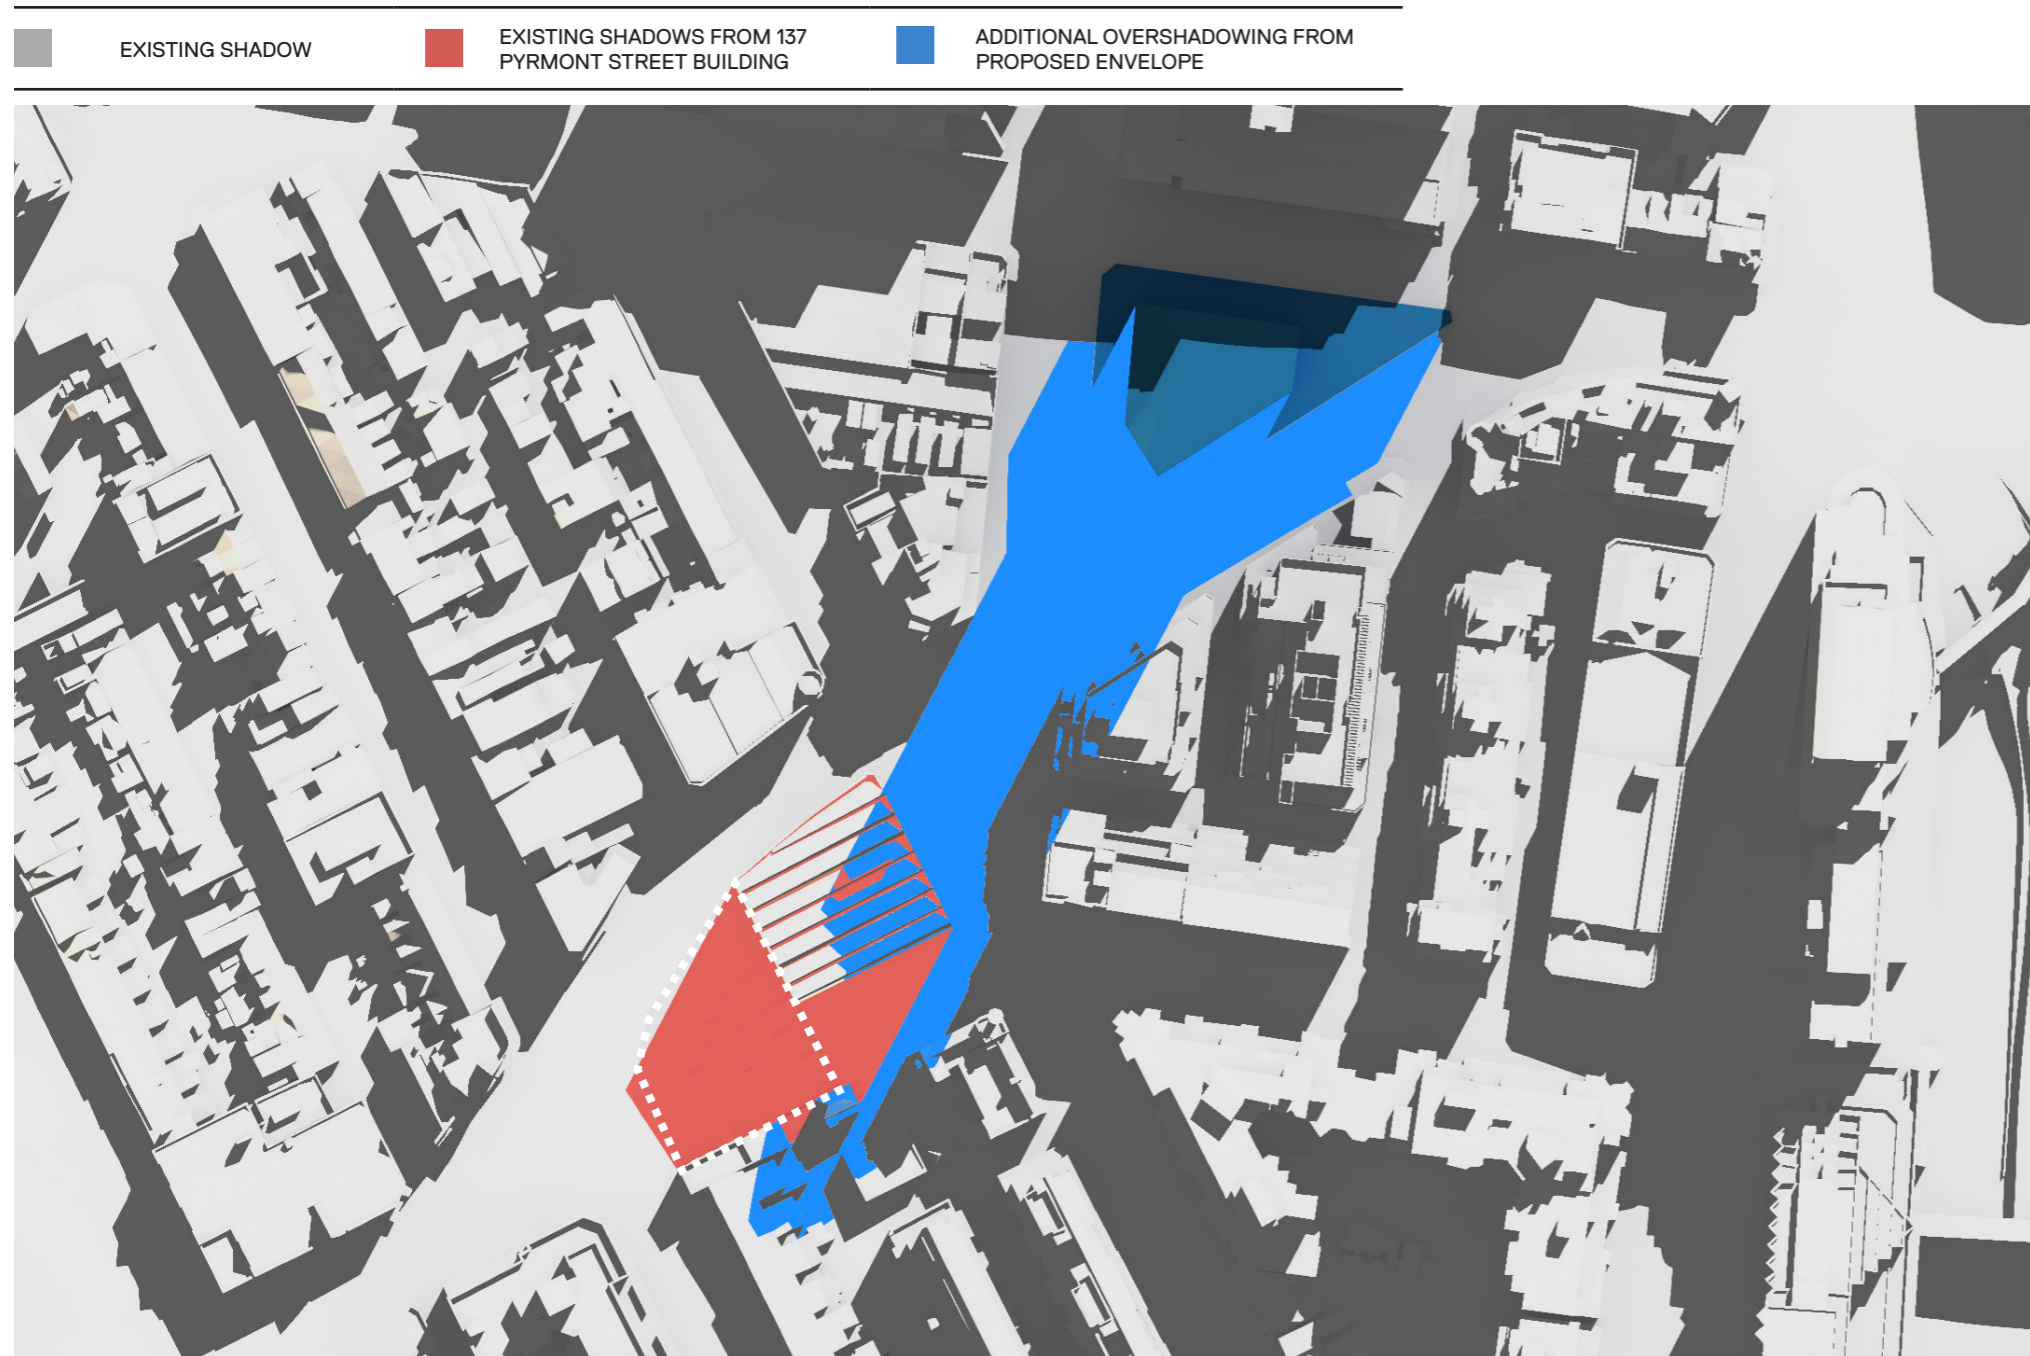 EXISTING SHADOW
EXISTING SHADOWS FROM 137
PYRMONT STREET BUILDING
ADDITIONAL OVERSHADOWING FROM
PROPOSED ENVELOPE